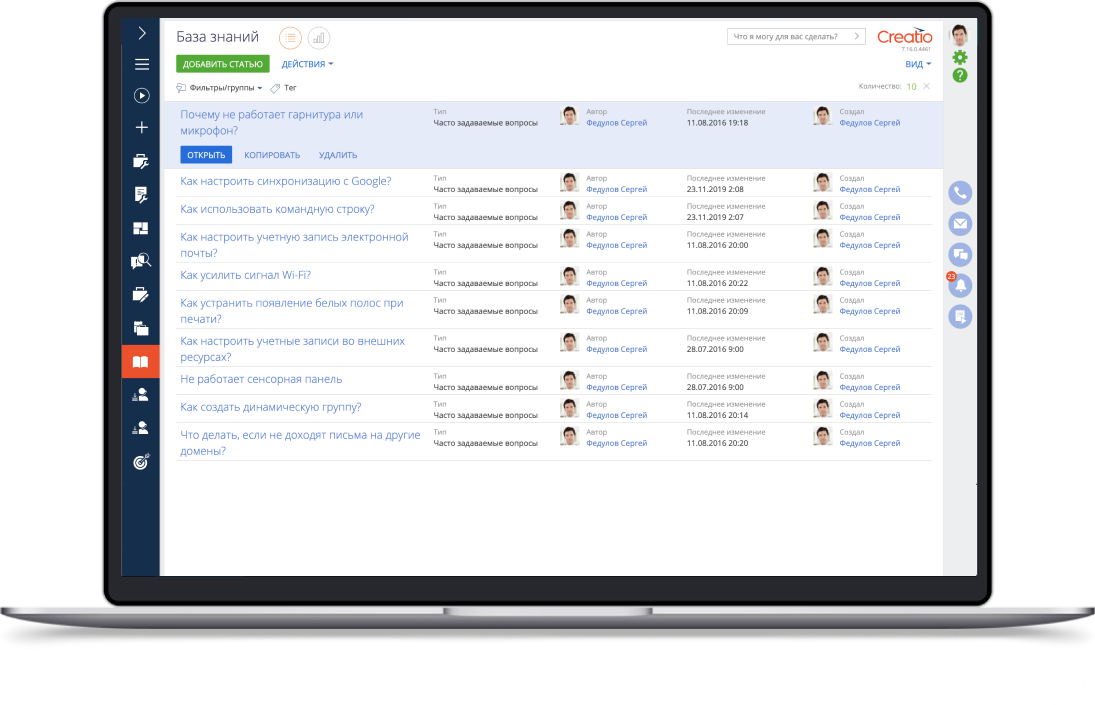 База знаний
Что я могу для вас сделать?
Creatio
7.16.0.4461
ДОБАВИТЬ СТАТЬЮ
ДЕЙСТВИЯ
ВИД
?
Фильтры/группы
Тег
Количество: 10
Почему не работает гарнитура или
микрофон?
Тип
Часто задаваемые вопросы
Автор
Федулов Сергей
Последнее изменение
11.08.2016 19:18
Создал
Федулов Сергей
ОТКРЫТЬ
КОПИРОВАТЬ
УДАЛИТЬ
Как настроить синхронизацию с Google?
Тип
Часто задаваемые вопросы
Автор
Федулов Сергей
Последнее изменение
23.11.2019 2:08
Создал
Федулов Сергей
Как использовать командную строку?
Тип
Часто задаваемые вопросы
Автор
Федулов Сергей
Последнее изменение
23.11.2019 2:07
Создал
Федулов Сергей
Как настроить учетную запись электронной
почты?
Тип
Часто задаваемые вопросы
Автор
Федулов Сергей
Последнее изменение
11.08.2016 20:00
Создал
Федулов Сергей
Как усилить сигнал Wi-Fi?
Тип
Часто задаваемые вопросы
Автор
Федулов Сергей
Последнее изменение
11.08.2016 20:22
Создал
Федулов Сергей
23
Как устранить появление белых полос при
печати?
Тип
Часто задаваемые вопросы
Автор
Федулов Сергей
Последнее изменение
11.08.2016 20:09
Создал
Федулов Сергей
Как настроить учетные записи во внешних
ресурсах?
Тип
Часто задаваемые вопросы
Автор
Федулов Сергей
Последнее изменение
28.07.2016 9:00
Создал
Федулов Сергей
Не работает сенсорная панель
Тип
Часто задаваемые вопросы
Автор
Федулов Сергей
Последнее изменение
28.07.2016 9:00
Создал
Федулов Сергей
Как создать динамическую группу?
Тип
Часто задаваемые вопросы
Автор
Федулов Сергей
Последнее изменение
11.08.2016 20:14
Создал
Федулов Сергей
Что делать, если не доходят письма на другие
домены?
Тип
Часто задаваемые вопросы
Автор
Федулов Сергей
Последнее изменение
11.08.2016 20:20
Создал
Федулов Сергей